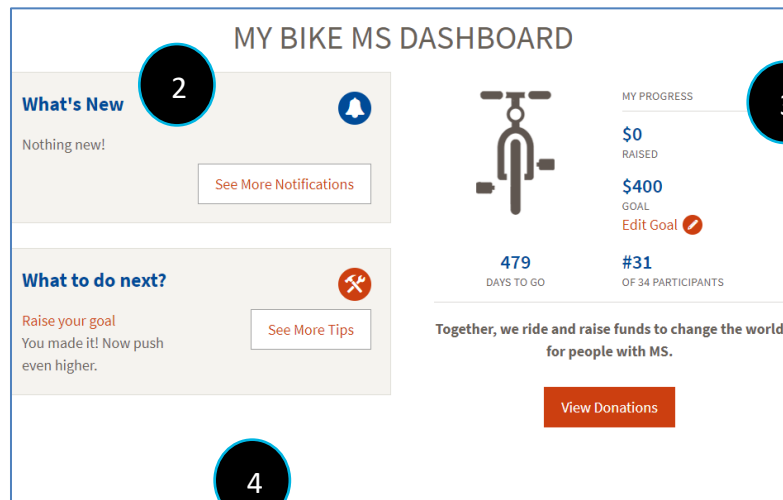 MY BIKE MS DASHBOARD
2
What's New
Nothing new!
See More Notifications
What to do next?
Raise your goal
You made it! Now push
even higher.
See More Tips
4
MY PROGRESS
$0
RAISED
$400
GOAL
Edit Goal
479
DAYS TO GO
#31
OF 34 PARTICIPANTS
Together, we ride and raise funds to change the world
for people with MS.
View Donations